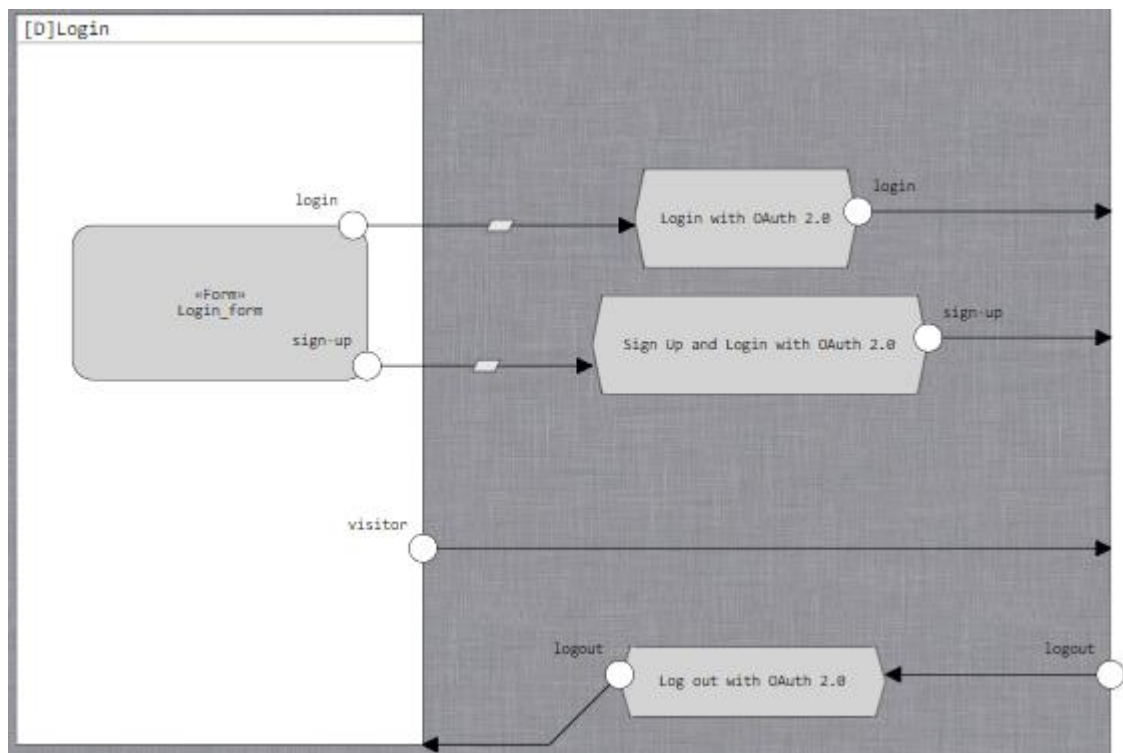 [D]Login
login
login
Login with OAuth 2.0
«Form»
Login_form
sign-up
sign-up
Sign Up and Login with OAuth 2.0
visitor
logout
logout
Log out with OAuth 2.0